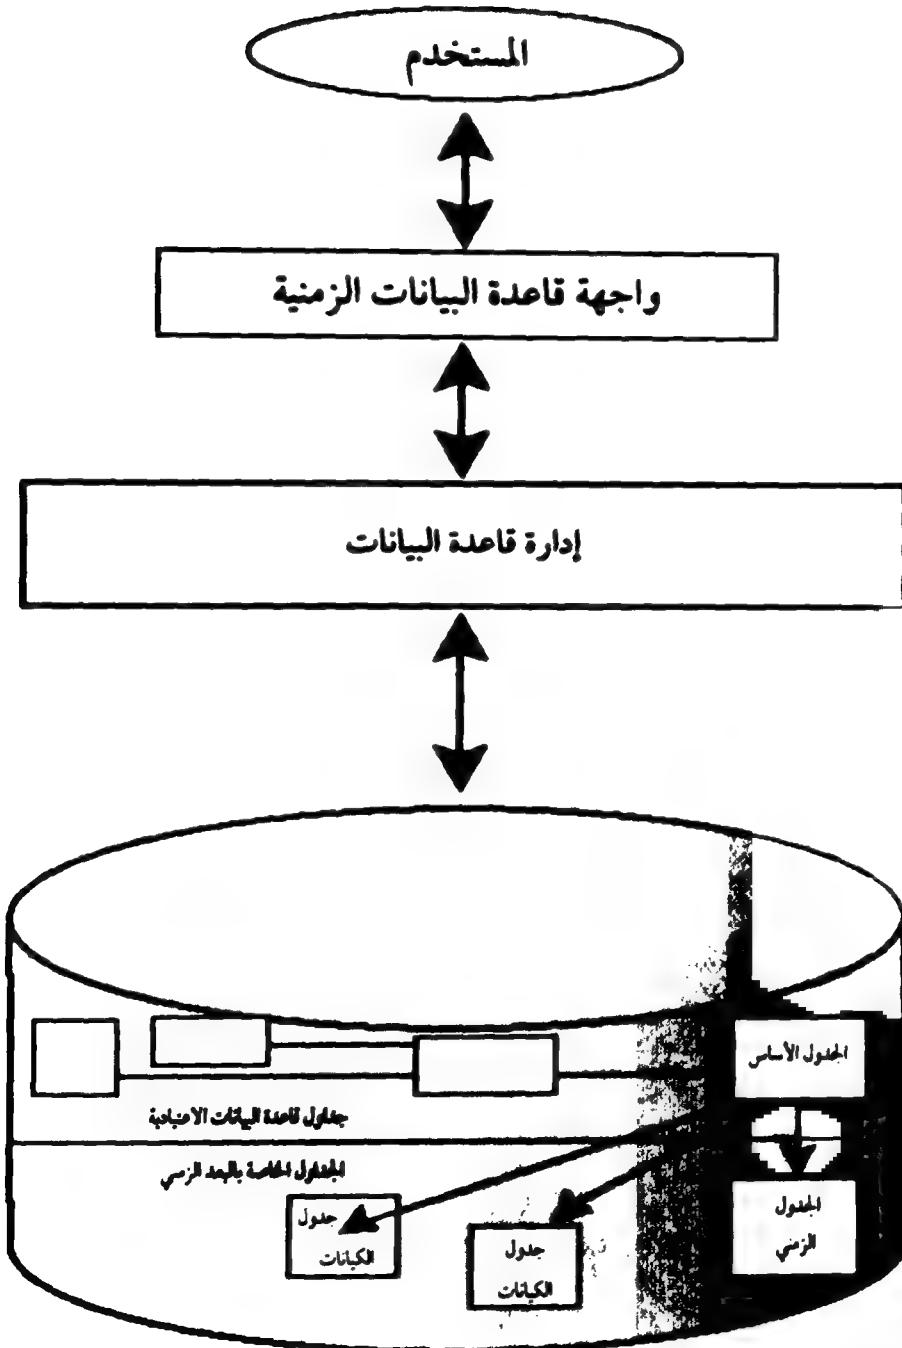 المستخدم
واجهة قاعدة البيانات الزمنية
إدارة قاعدة البيانات
الجدول الأساس
جداول قاعدة البيانات الاعتيادية
الجداول الخاصة بالبعد الزمني
الجدول
الزمني
جدول
الكيانات
جدول
الكيانات